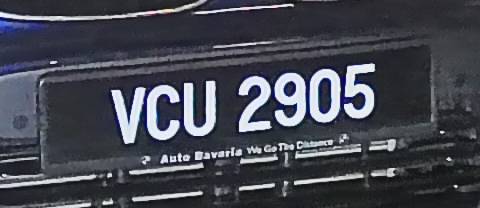 VCU 2905
Auto Bavaria We Go The Distance